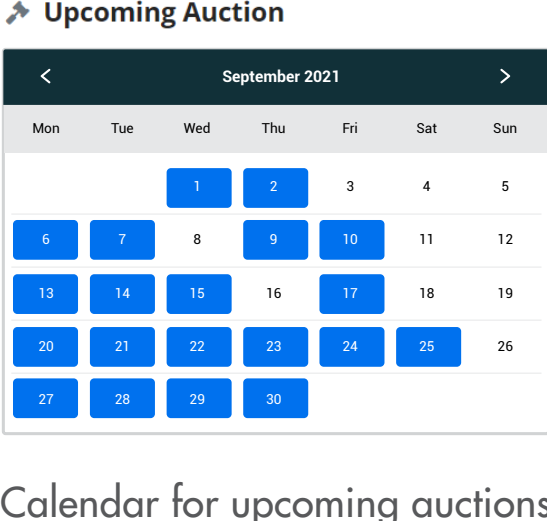 Upcoming Auction
< September 2021 >
Mon Tue Wed Thu Fri Sat Sun
1 2 3 4 5
6 7 8 9 10 11 12
13 14 15 16 17 18 19
20 21 22 23 24 25 26
27 28 29 30
Calendar for upcoming auctions